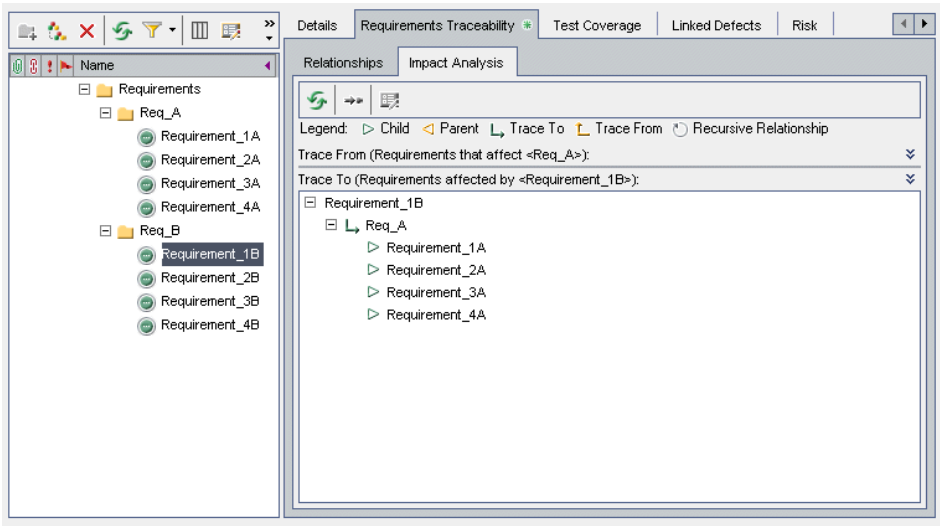 Details
Requirements Traceability
Test Coverage
Linked Defects
Risk
Name
Requirements
Req_A
Requirement_1A
Requirement_2A
Requirement_3A
Requirement_4A
Req_B
Requirement_1B
Requirement_2B
Requirement_3B
Requirement_4B
Relationships
Impact Analysis
Legend: Child Parent Trace To Trace From Recursive Relationship
Trace From (Requirements that affect <Req_A>):
Trace To (Requirements affected by <Requirement_1B>):
Requirement_1B
Req_A
Requirement_1A
Requirement_2A
Requirement_3A
Requirement_4A